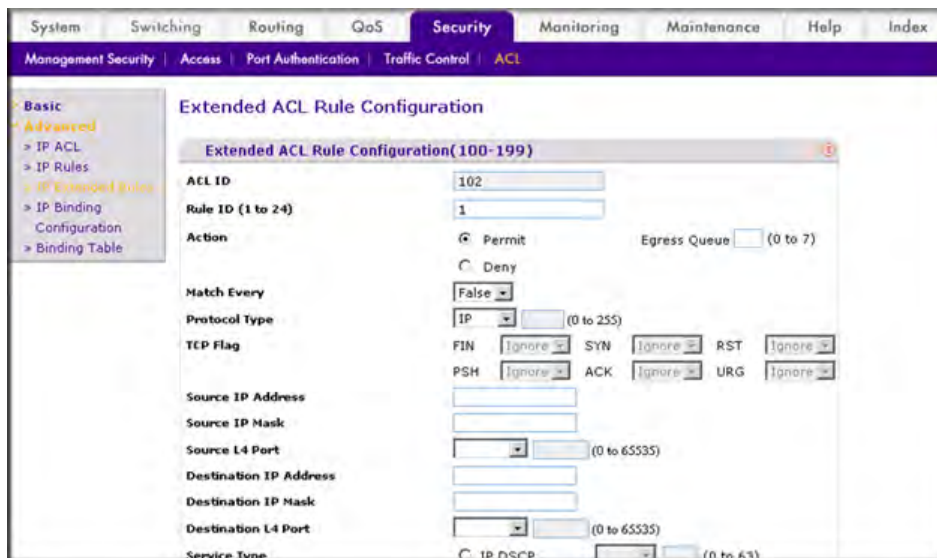 System Switching Routing QoS Security Monitoring Maintenance Help Index
Management Security | Access | Port Authentication | Traffic Control | ACL
Basic
Advanced
> IP ACL
> IP Rules
> IP Extended Rules
> IP Binding
Configuration
> Binding Table
Extended ACL Rule Configuration
Extended ACL Rule Configuration(100-199)
ACL ID 102
Rule ID (1 to 24) 1
Action Permit Egress Queue (0 to 7)
Deny
Match Every False
Protocol Type IP (0 to 255)
TCP Flag FIN Ignore SYN Ignore RST Ignore
PSH Ignore ACK Ignore URG Ignore
Source IP Address
Source IP Mask
Source L4 Port (0 to 65535)
Destination IP Address
Destination IP Mask
Destination L4 Port (0 to 65535)
Service Type IP DSCP (0 to 63)